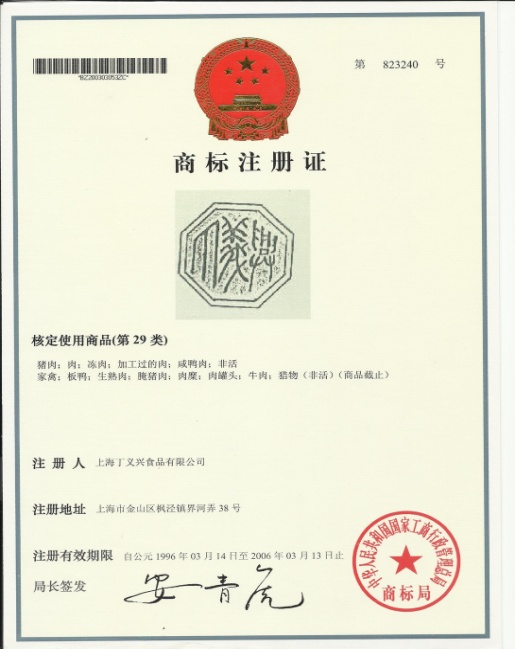 *BZ200303053ZC*
第 823240 号
商标注册证
丁義興
核定使用商品(第 29 类)
猪肉；肉；冻肉；加工过的肉；咸鸭肉；非活
家禽；板鸭；生熟肉；腌猪肉；肉糜；肉罐头；牛肉；猎物（非活）（商品截止）
注 册 人 上海丁义兴食品有限公司
注册地址 上海市金山区枫泾镇界河弄 38 号
注册有效期限 自公元 1996 年 03 月 14 日至 2006 年 03 月 13 日止
局长签发 安青虎
中华人民共和国国家工商行政管理总局
商标局